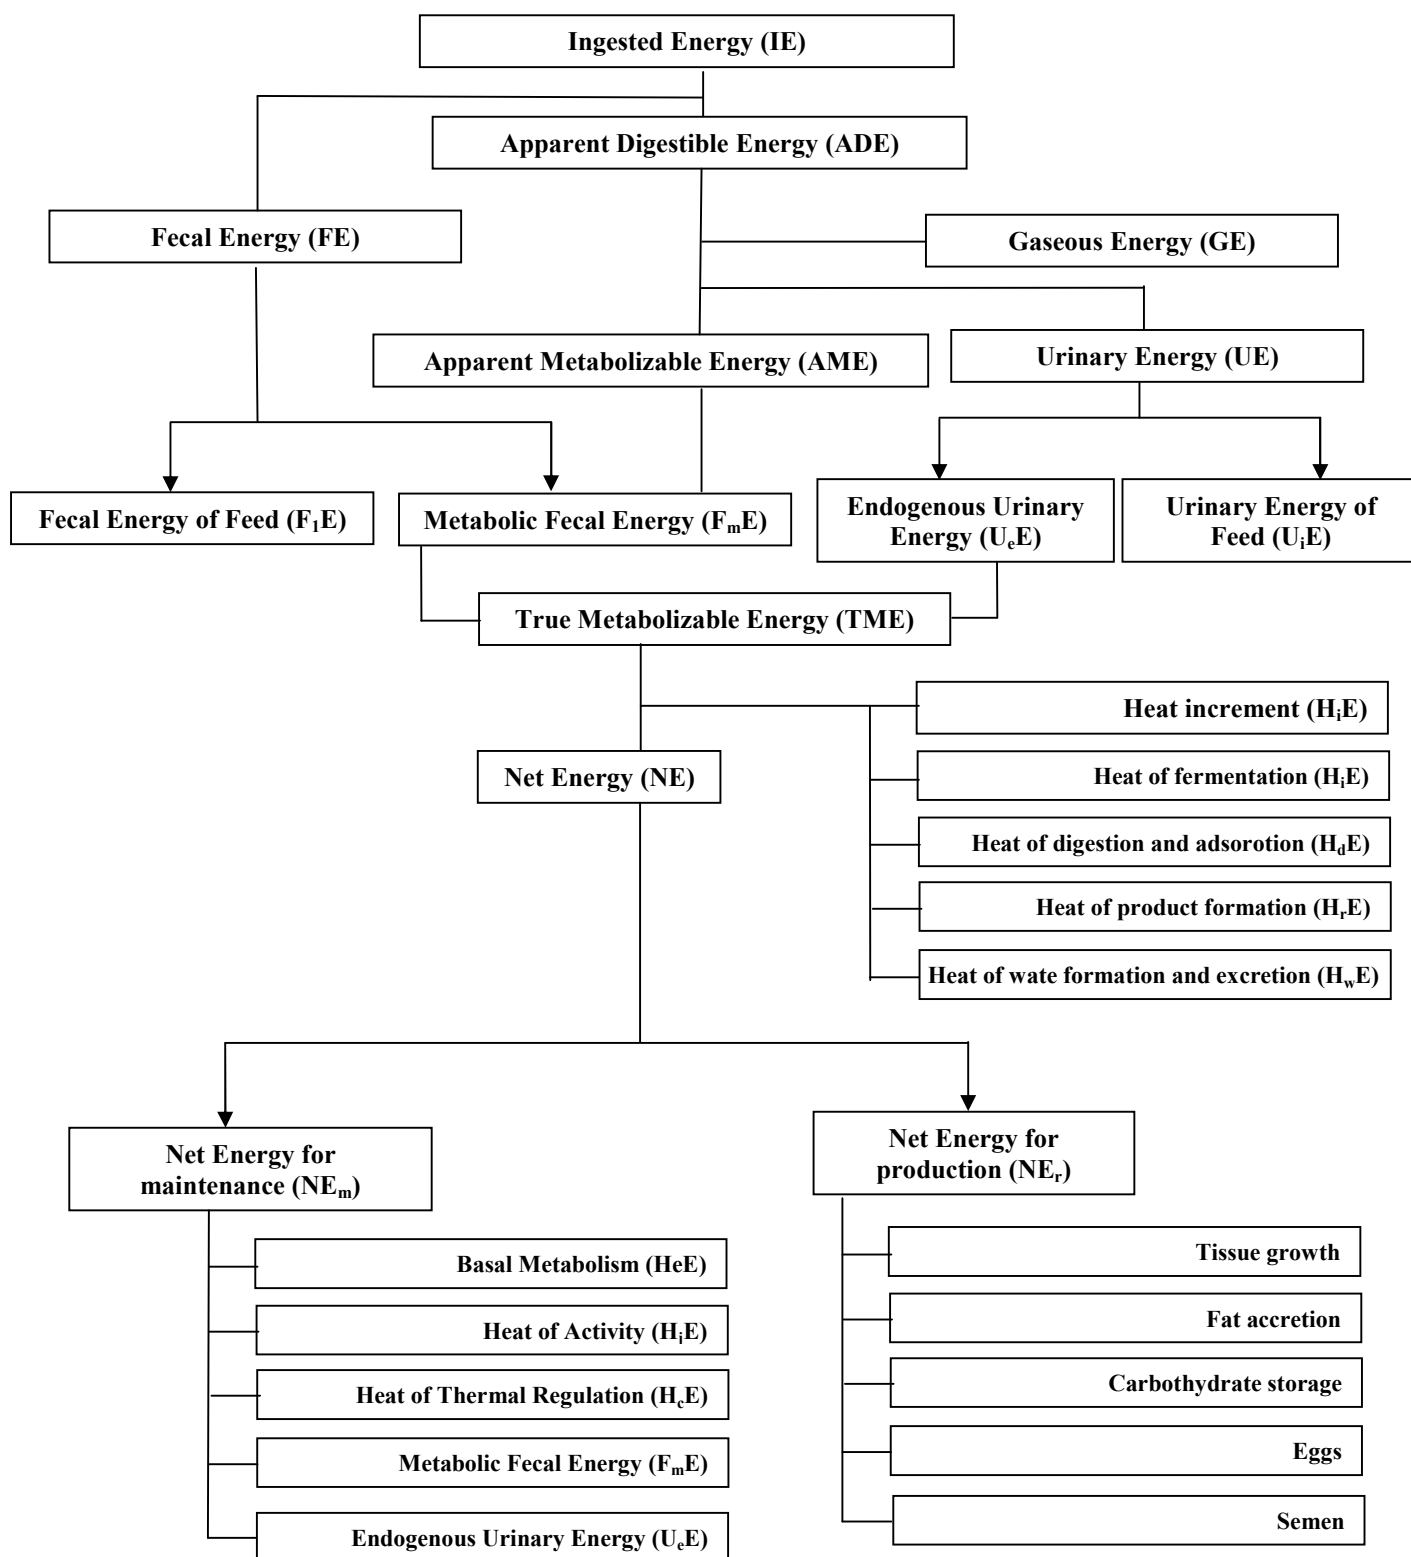 Ingested Energy (IE)
Apparent Digestible Energy (ADE)
Fecal Energy (FE)
Gaseous Energy (GE)
Apparent Metabolizable Energy (AME)
Urinary Energy (UE)
Fecal Energy of Feed (F₁E)
Metabolic Fecal Energy (FₘE)
Endogenous Urinary
Energy (UₑE)
Urinary Energy of
Feed (UᵢE)
True Metabolizable Energy (TME)
Heat increment (HᵢE)
Net Energy (NE)
Heat of fermentation (HᵢE)
Heat of digestion and adsorotion (H_dE)
Heat of product formation (HᵣE)
Heat of wate formation and excretion (H_wE)
Net Energy for
maintenance (NEₘ)
Net Energy for
production (NEᵣ)
Basal Metabolism (HeE)
Heat of Activity (HⱼE)
Heat of Thermal Regulation (H_cE)
Metabolic Fecal Energy (FₘE)
Endogenous Urinary Energy (UₑE)
Tissue growth
Fat accretion
Carbothydrate storage
Eggs
Semen